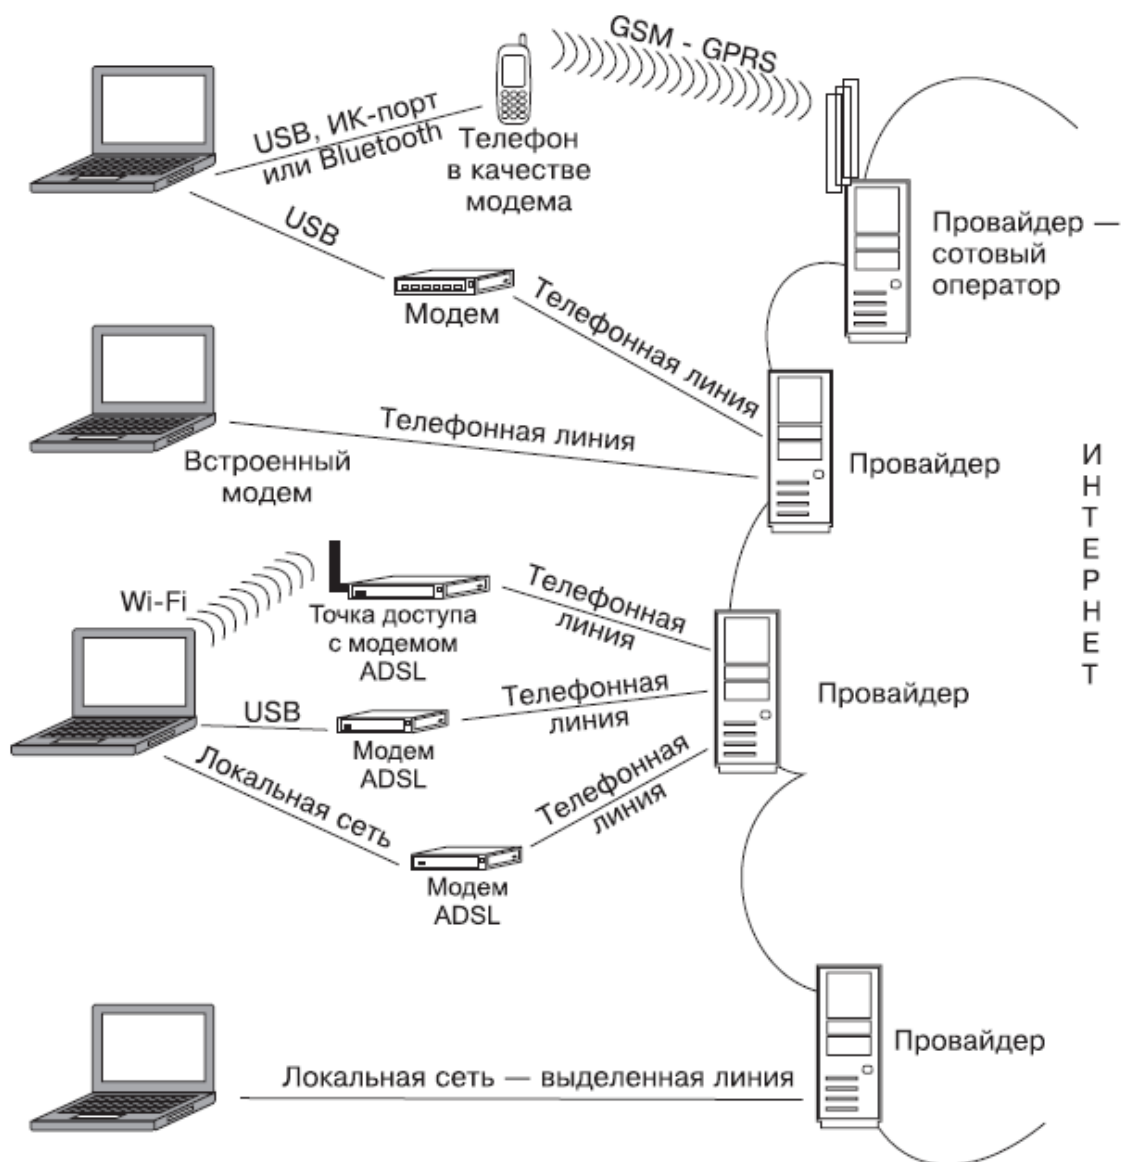 GSM - GPRS
USB, ИК-порт
или Bluetooth
Телефон
в качестве
модема
Провайдер —
сотовый
оператор
USB
Модем
Телефонная линия
Телефонная линия
Встроенный
модем
Провайдер
ИНТЕРНЕТ
Wi-Fi
Точка доступа
с модемом
ADSL
Телефонная
линия
USB
Модем
ADSL
Телефонная
линия
Провайдер
Локальная сеть
Модем
ADSL
Телефонная
линия
Провайдер
Локальная сеть — выделенная линия